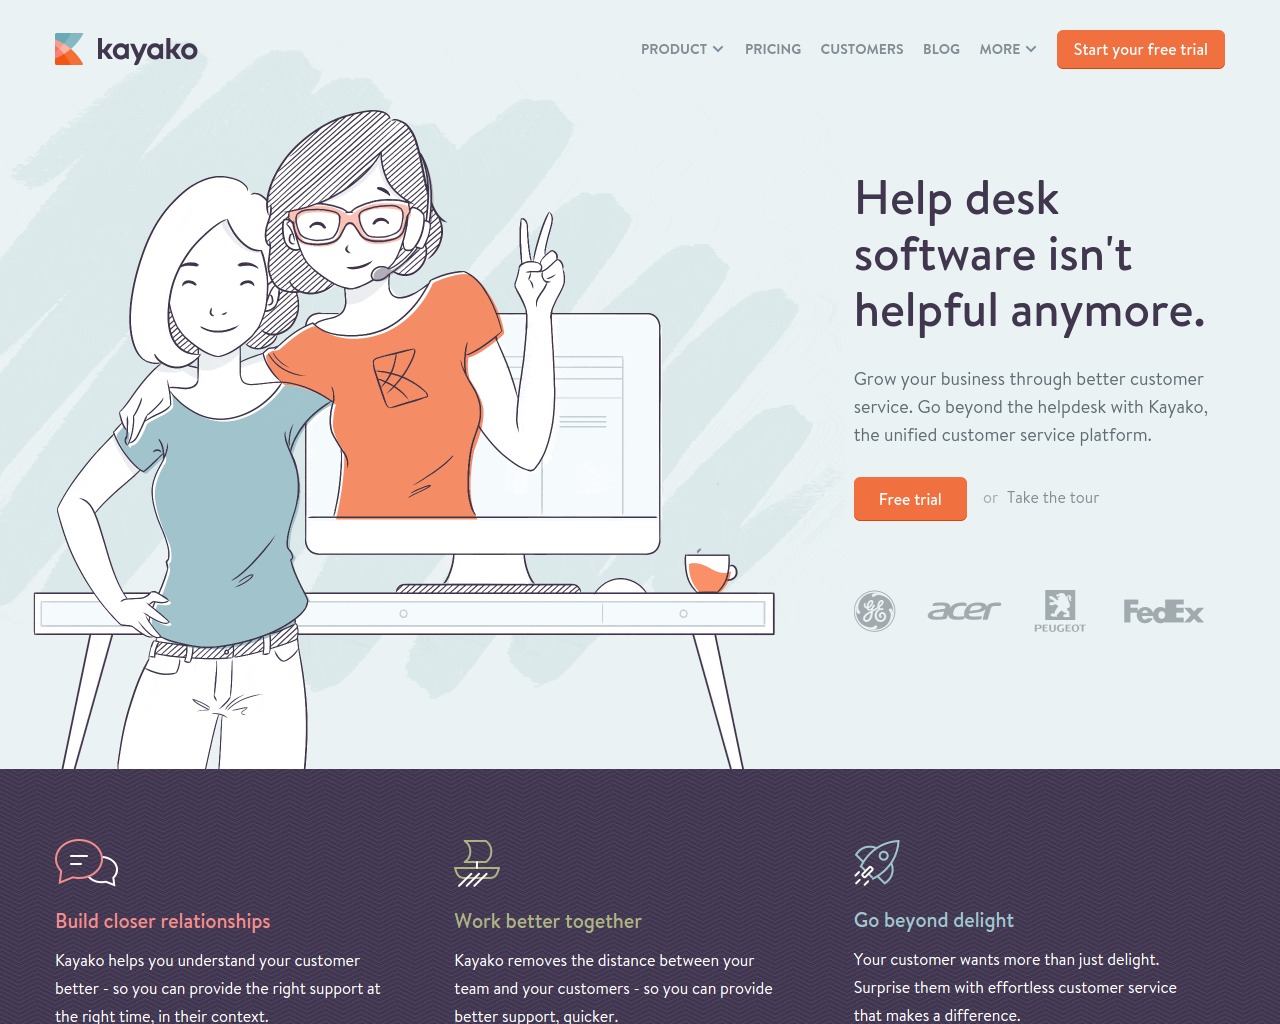 kayako
PRODUCT PRICING CUSTOMERS BLOG MORE Start your free trial
Help desk
software isn't
helpful anymore.
Grow your business through better customer
service. Go beyond the helpdesk with Kayako,
the unified customer service platform.
Free trial or Take the tour
GE acer PEUGEOT FedEx
Build closer relationships
Kayako helps you understand your customer
better - so you can provide the right support at
the right time, in their context.
Work better together
Kayako removes the distance between your
team and your customers - so you can provide
better support, quicker.
Go beyond delight
Your customer wants more than just delight.
Surprise them with effortless customer service
that makes a difference.